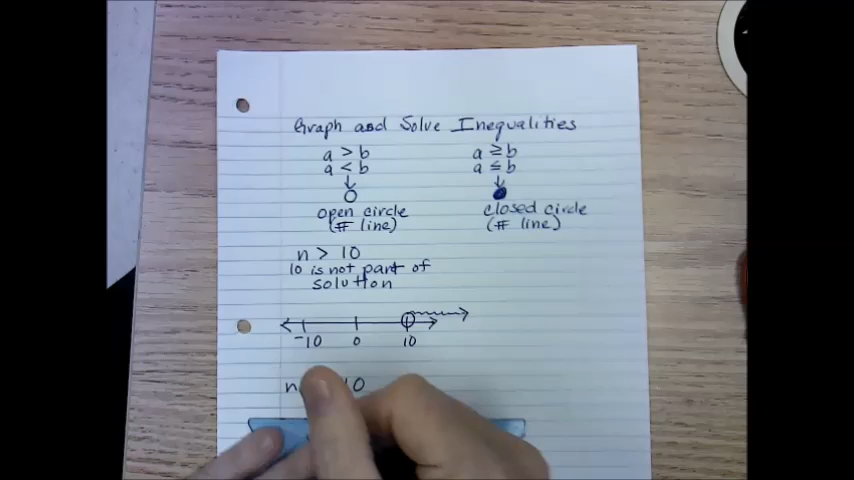 Graph and Solve Inequalities
a > b
a < b
open circle
(# line)
a ≥ b
a ≤ b
closed circle
(# line)
n > 10
10 is not part of
solution
-10 0 10
n 10